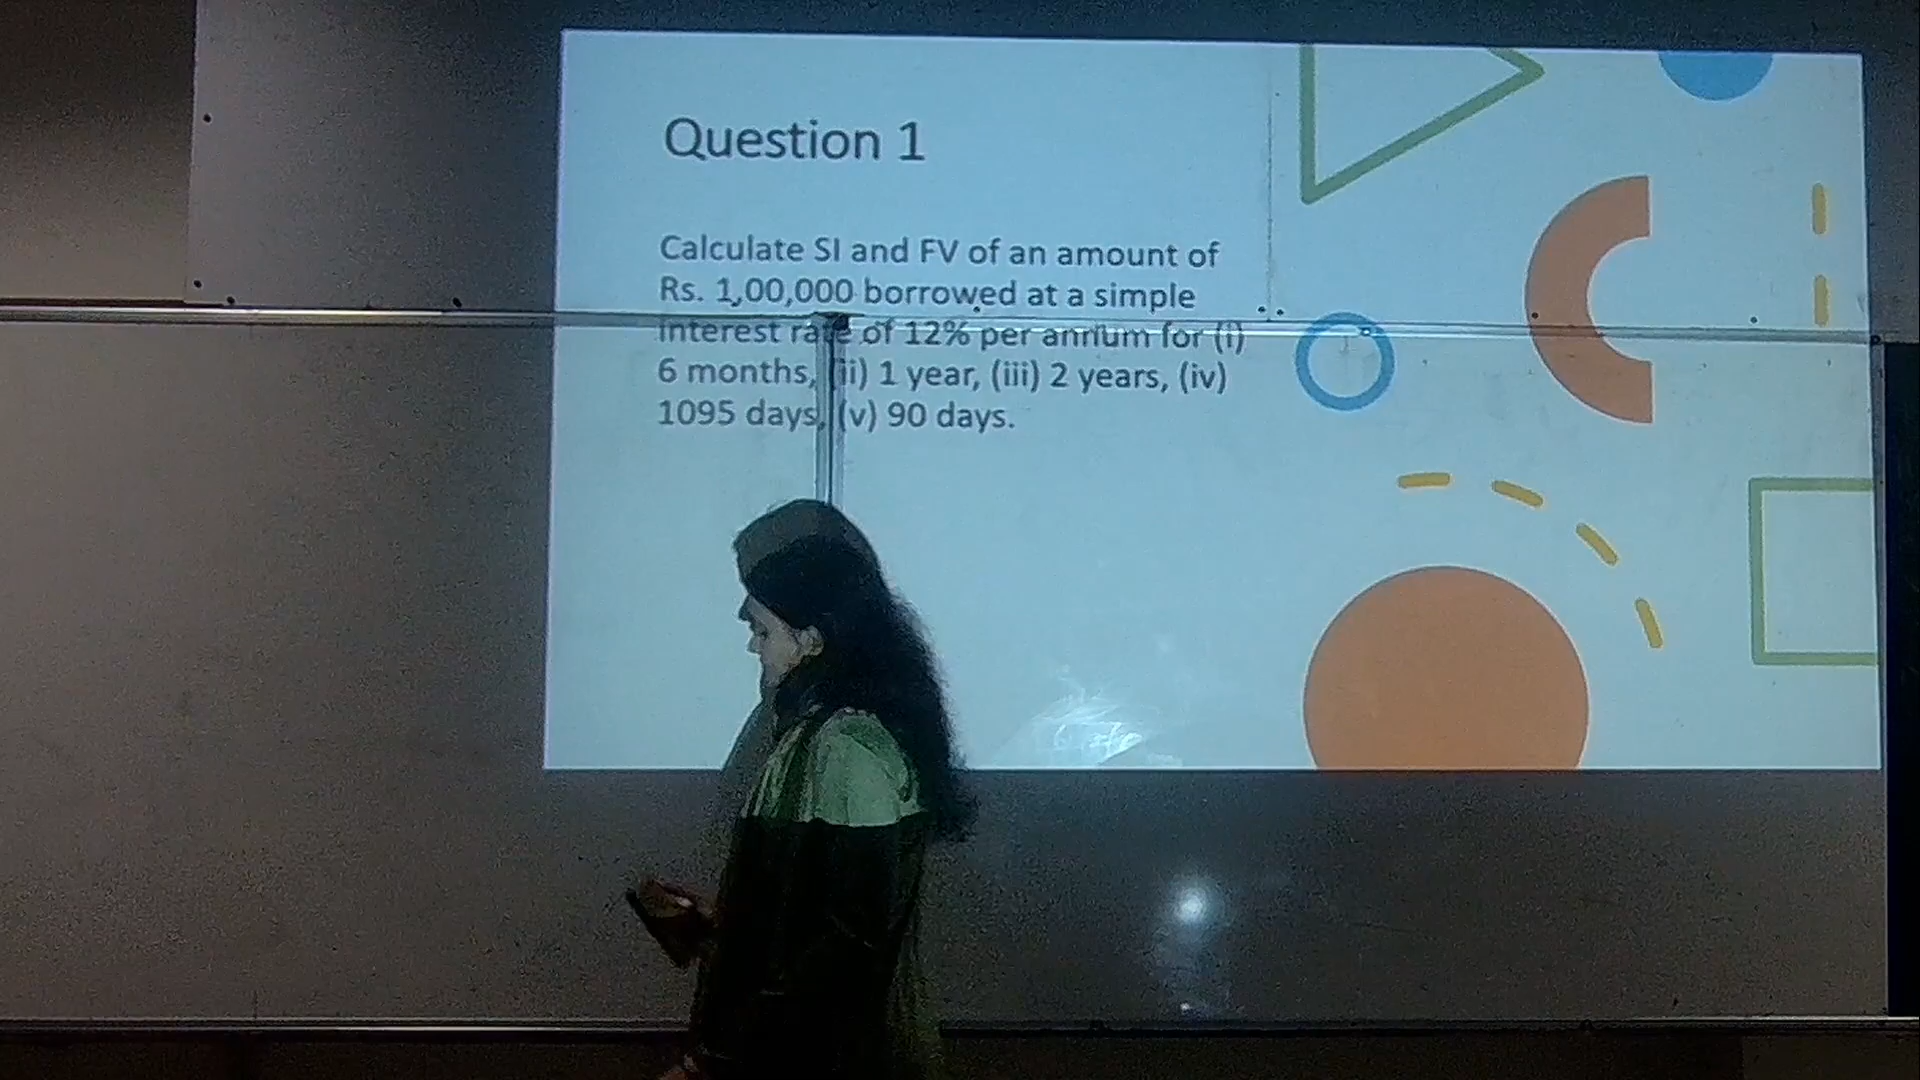 Question 1
Calculate SI and FV of an amount of
Rs. 1,00,000 borrowed at a simple
interest rate of 12% per annum for (i)
6 months, (ii) 1 year, (iii) 2 years, (iv)
1095 days, (v) 90 days.